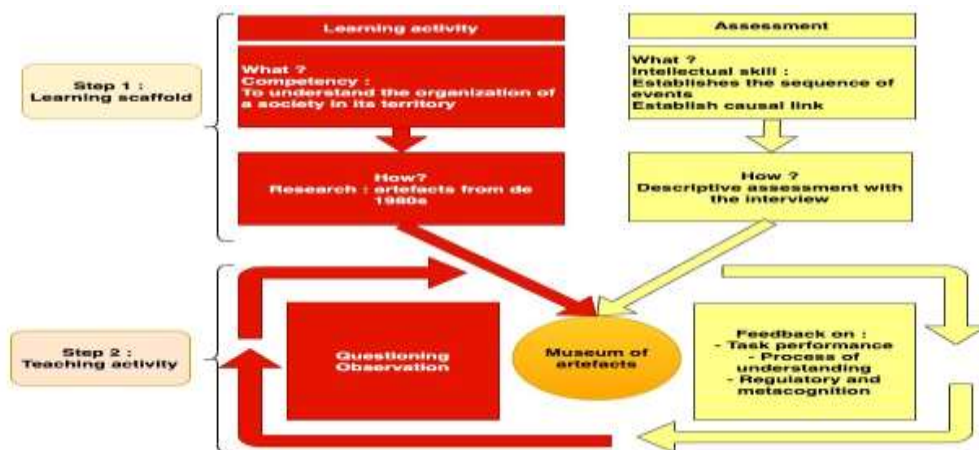 Learning activity
Assessment
Step 1 :
Learning scaffold
What ?
Competency :
To understand the organization of
a society in its territory
What ?
Intellectual skill :
Establishes the sequence of
events
Establish causal link
How?
Research : artefacts from de
1980s
How ?
Descriptive assessment with
the interview
Step 2 :
Teaching activity
Questioning
Observation
Museum of
artefacts
Feedback on :
- Task performance
- Process of
understanding
- Regulatory and
metacognition